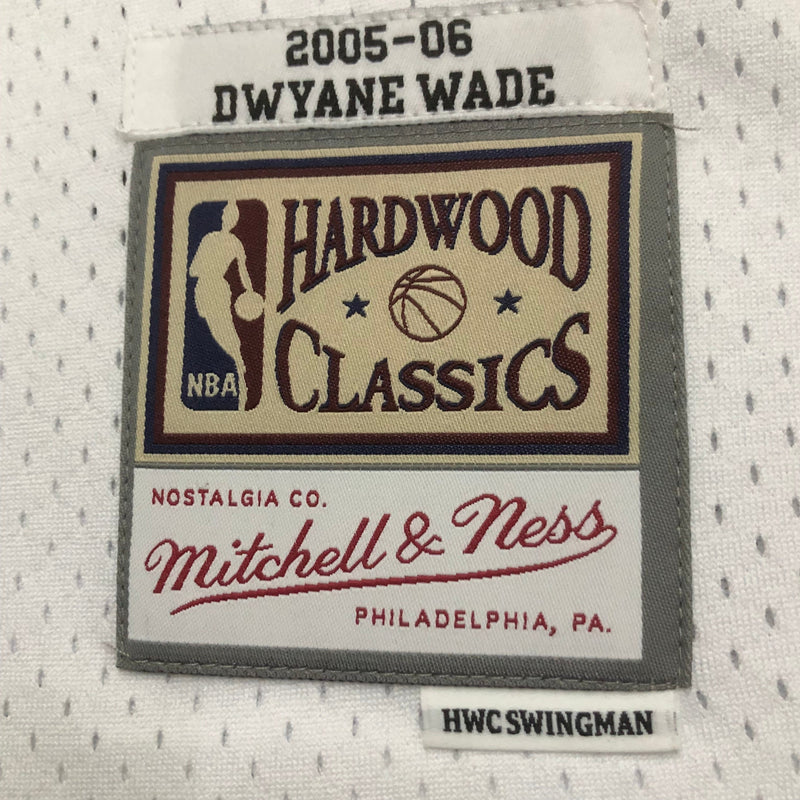 2005-06
DWYANE WADE
HARDWOOD
CLASSICS
NBA
NOSTALGIA CO.
Mitchell & Ness
PHILADELPHIA, PA.
HWC SWINGMAN